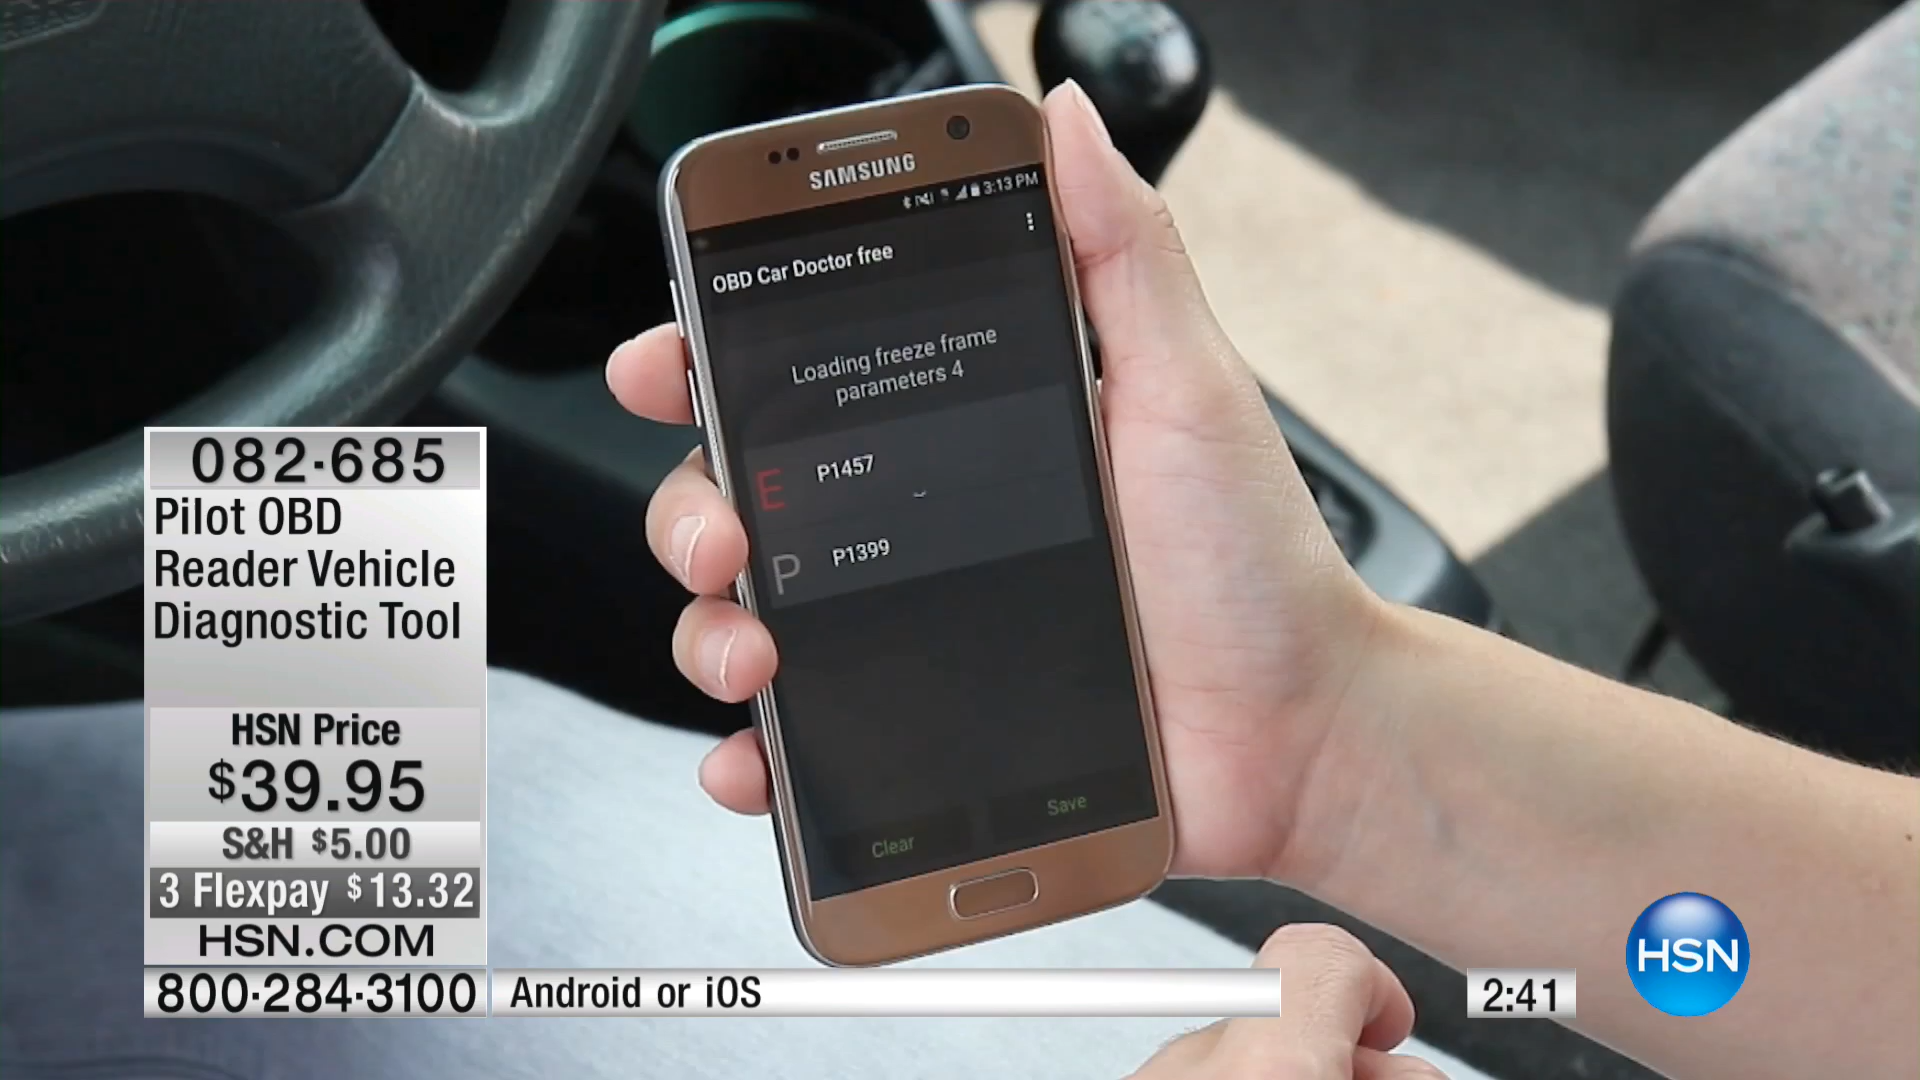 SAMSUNG
3:13 PM
OBD Car Doctor free
Loading freeze frame
parameters 4
E P1457
P P1399
Clear Save
082-685
Pilot OBD
Reader Vehicle
Diagnostic Tool
HSN Price
$39.95
S&H $5.00
3 Flexpay $13.32
HSN.COM
800-284-3100
Android or iOS
2:41
HSN